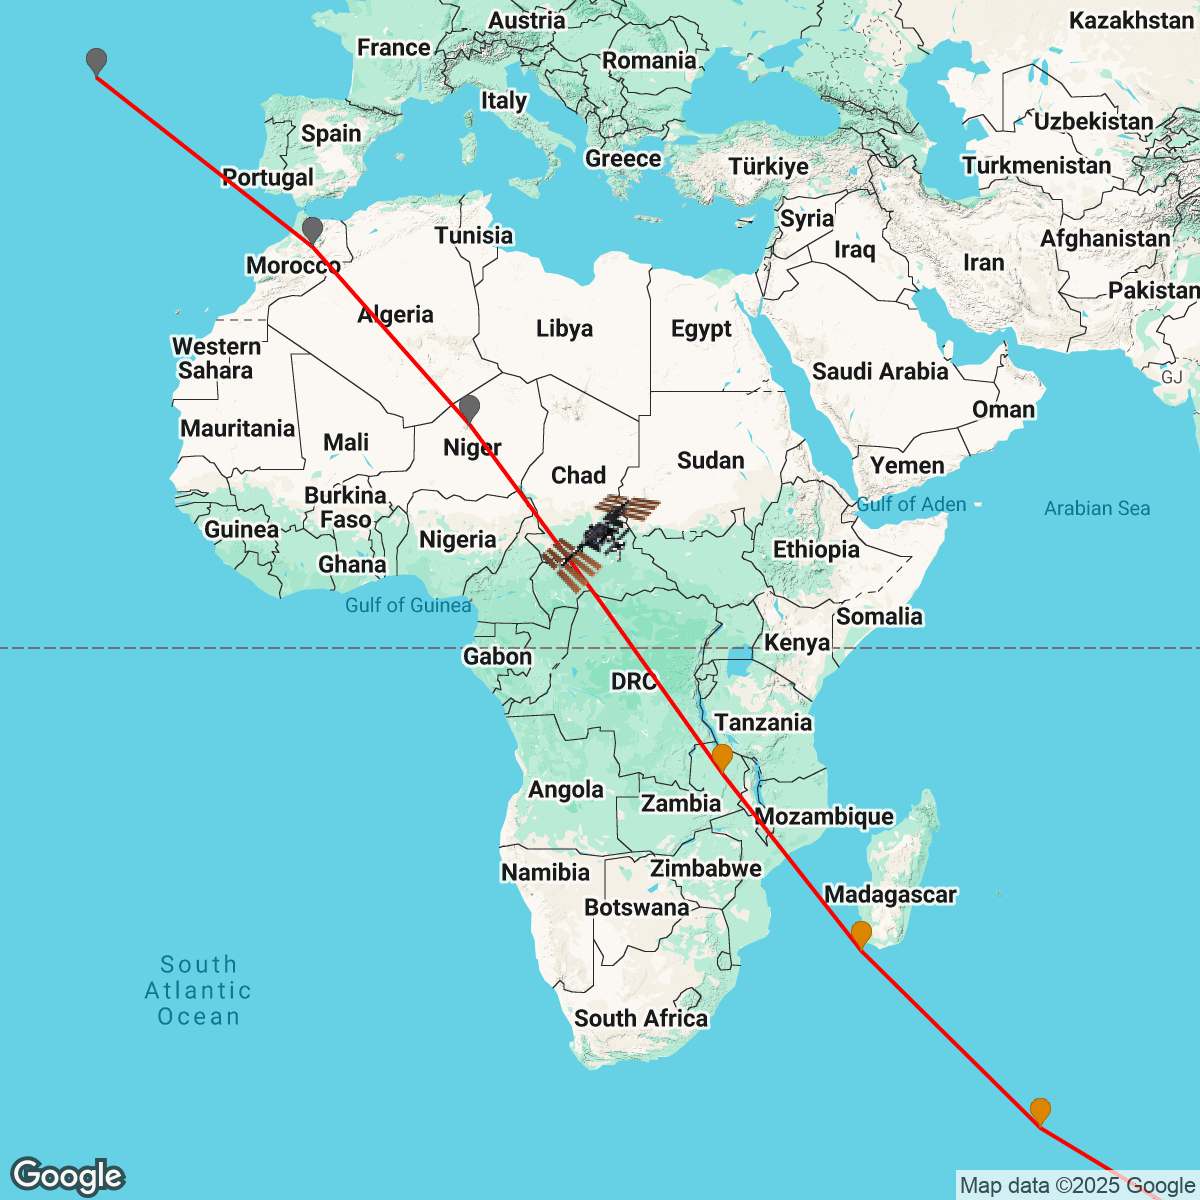 Austria
Kazakhstan
France
Romania
Italy
Uzbekistan
Spain
Greece
Türkiye
Turkmenistan
Portugal
Syria
Tunisia
Afghanistan
Iraq
Morocco
Iran
Pakistan
Algeria
Libya
Egypt
Western
Sahara
Saudi Arabia
GJ
Oman
Mauritania
Mali
Niger
Sudan
Yemen
Chad
Burkina
Faso
Gulf of Aden
Arabian Sea
Guinea
Nigeria
Ethiopia
Ghana
Gulf of Guinea
Somalia
Kenya
Gabon
DRC
Tanzania
Angola
Zambia
Mozambique
Namibia
Zimbabwe
Madagascar
Botswana
South
Atlantic
Ocean
South Africa
Google
Map data ©2025 Google